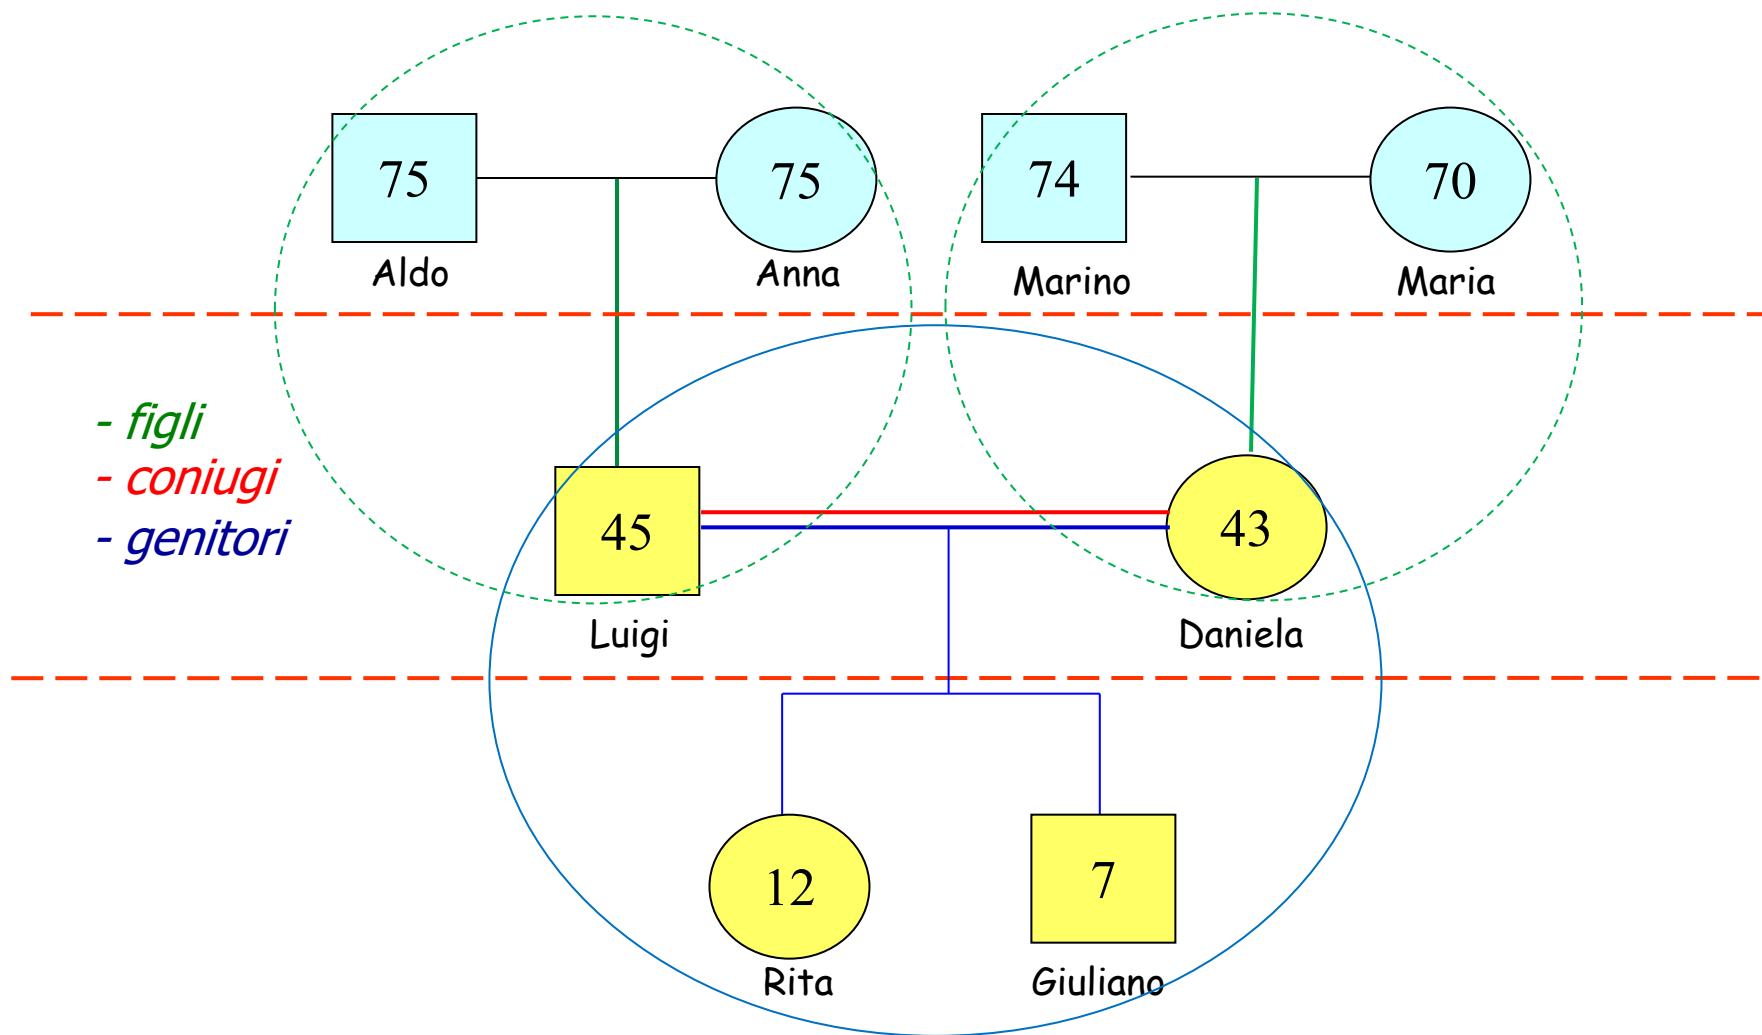 75 75 74 70
Aldo Anna Marino Maria
- figli
- coniugi
- genitori
45 43
Luigi Daniela
12 7
Rita Giuliano